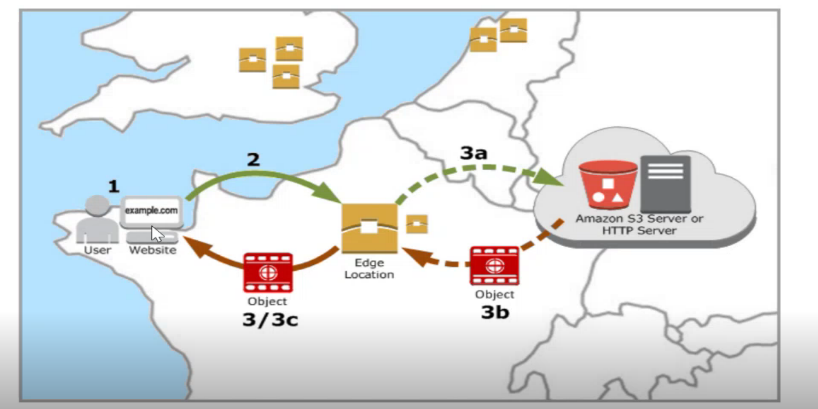 1
2
3a
example.com
User
Website
Edge
Location
Amazon S3 Server or
HTTP Server
Object
3/3c
Object
3b